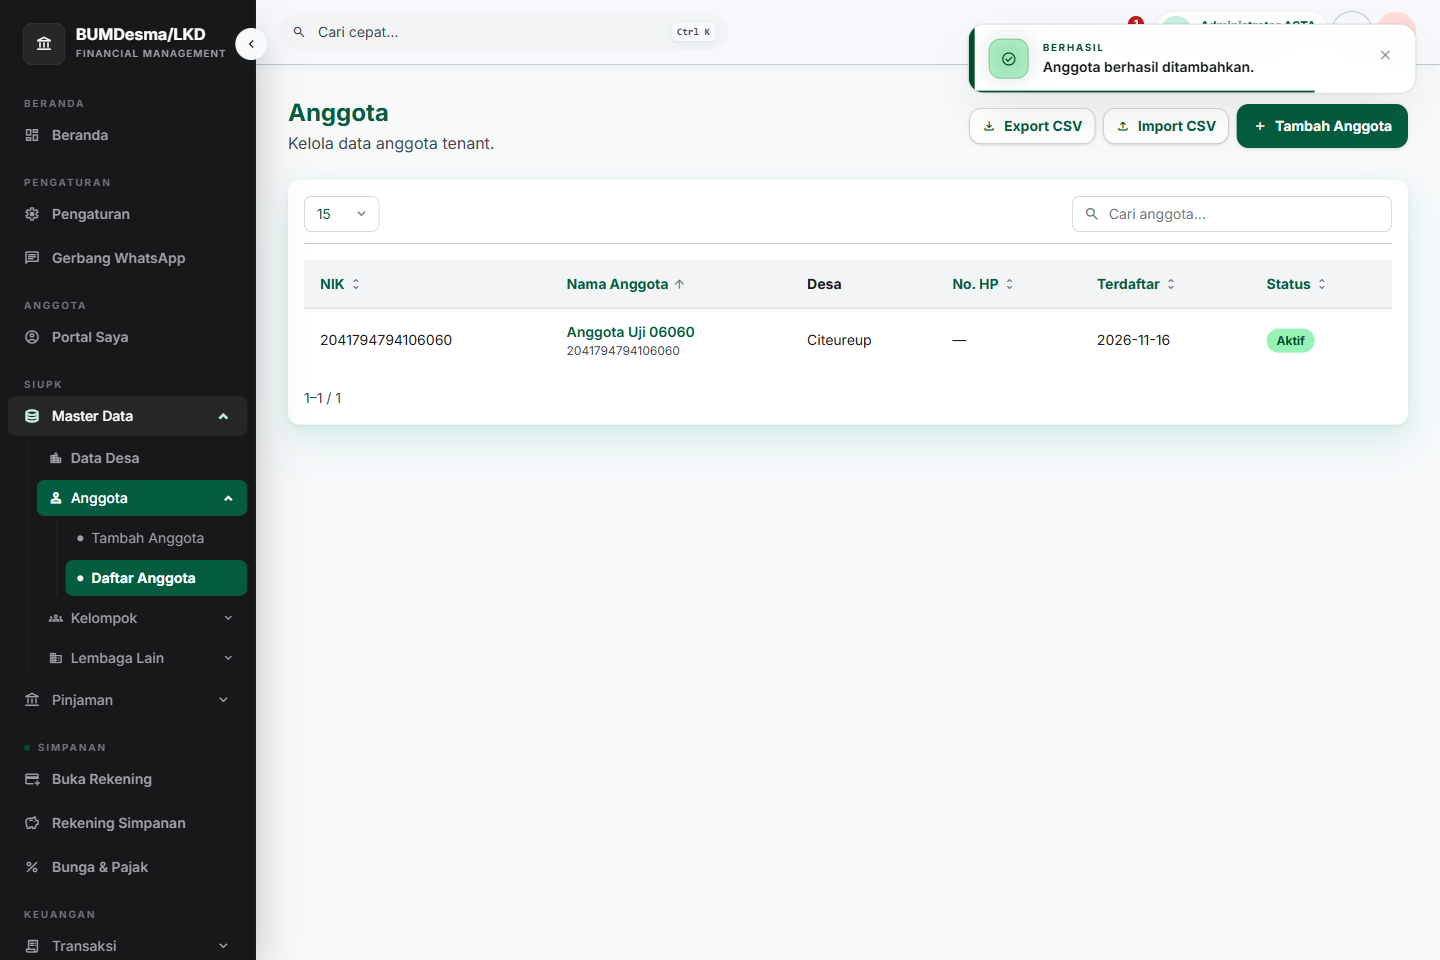 BUMDesma/LKD
FINANCIAL MANAGEMENT
BERANDA
Beranda
PENGATURAN
Pengaturan
Gerbang WhatsApp
ANGGOTA
Portal Saya
SIUPK
Master Data
Data Desa
Anggota
Tambah Anggota
Daftar Anggota
Kelompok
Lembaga Lain
Pinjaman
SIMPANAN
Buka Rekening
Rekening Simpanan
Bunga & Pajak
KEUANGAN
Transaksi
Cari cepat...
Ctrl K
1
BERHASIL
Anggota berhasil ditambahkan.
Anggota
Kelola data anggota tenant.
Export CSV
Import CSV
Tambah Anggota
15
Cari anggota...
NIK Nama Anggota Desa No. HP Terdaftar Status
2041794794106060 Anggota Uji 06060 Citeureup — 2026-11-16 Aktif
2041794794106060
1–1 / 1